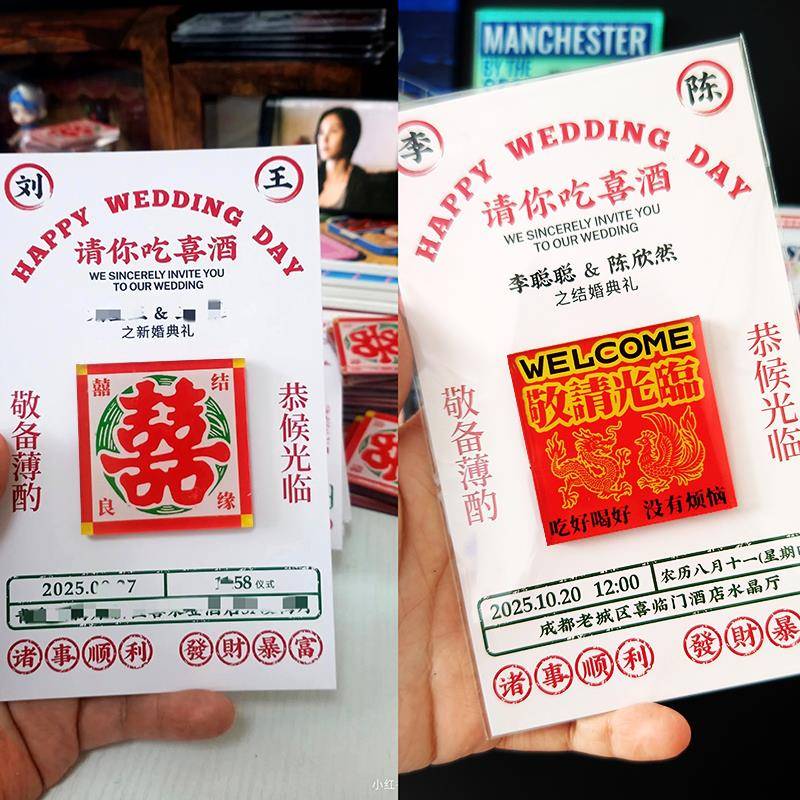 刘
王
HAPPY WEDDING DAY
请你吃喜酒
WE SINCERELY INVITE YOU
TO OUR WEDDING
&
之新婚典礼
敬备薄酌
恭候光临
囍 结
囍
良 缘
2025.0
58 仪式
诸事顺利 發財暴富
小红
MANCHESTER
BY THE
李
陈
HAPPY WEDDING DAY
请你吃喜酒
WE SINCERELY INVITE YOU
TO OUR WEDDING
李聪聪 & 陈欣然
之结婚典礼
敬备薄酌
恭候光临
WELCOME
敬請光臨
吃好喝好 没有烦恼
2025.10.20 12:00
农历八月十一(星期
成都老城区喜临门酒店水晶厅
诸事顺利 發財暴